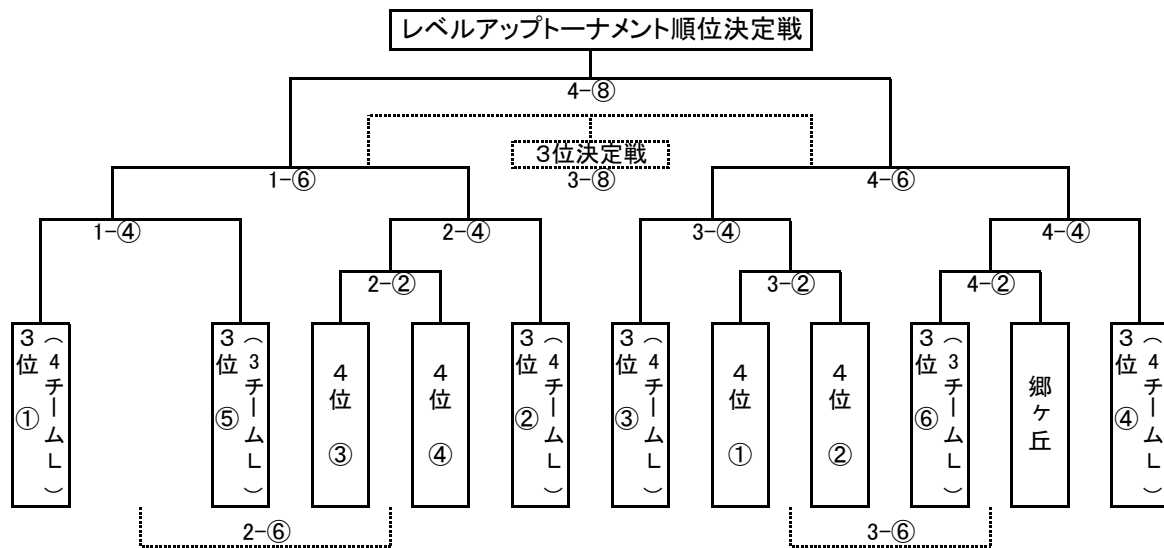 レベルアップトーナメント順位決定戦
4-⑧
3位決定戦
3-⑧
1-⑥
4-⑥
1-④
2-④
3-④
4-④
2-②
3-②
4-②
3位 ①
(4チームL)
3位 ⑤
(3チームL)
4位 ③
4位 ④
3位 ②
(4チームL)
3位 ③
(4チームL)
4位 ①
4位 ②
3位 ⑥
(3チームL)
郷ヶ丘
3位 ④
(4チームL)
2-⑥
3-⑥